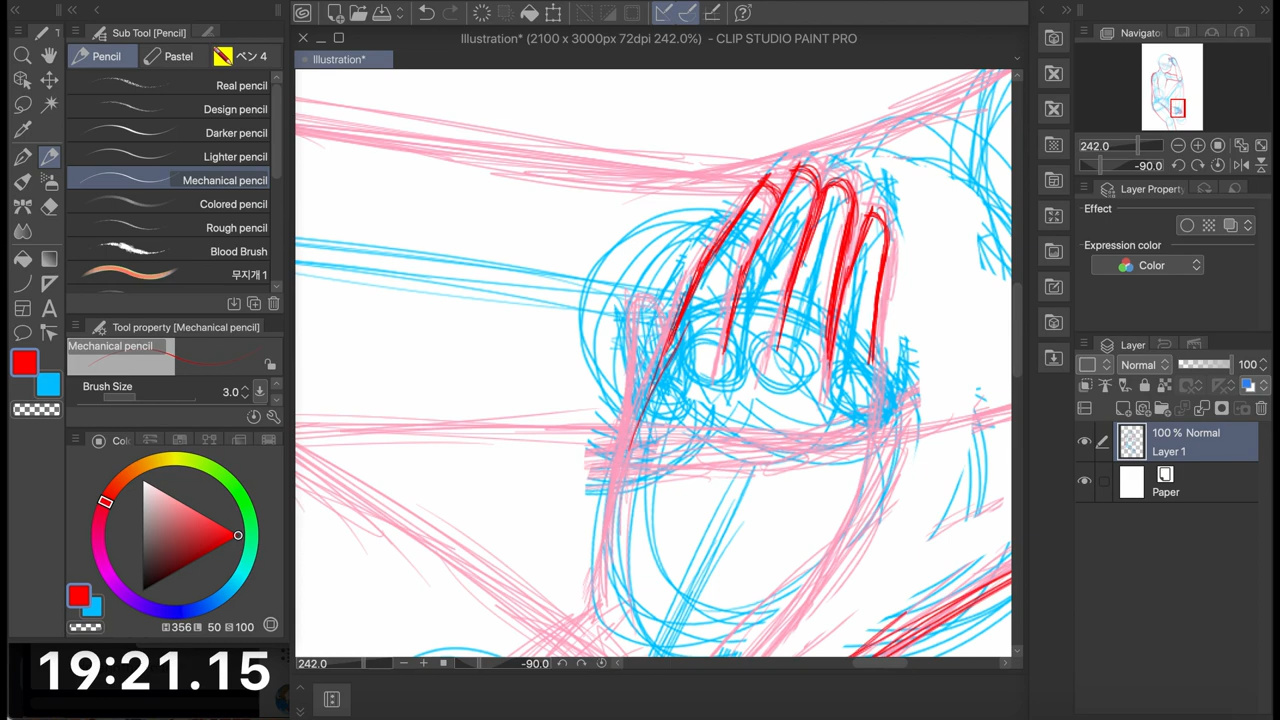 Sub Tool [Pencil]
Pencil
Pastel
ペン 4
Real pencil
Design pencil
Darker pencil
Lighter pencil
Mechanical pencil
Colored pencil
Rough pencil
Blood Brush
무지개 1
Tool property [Mechanical pencil]
Mechanical pencil
Brush Size
3.0
Co
H 356 L 50 S 100
19:21.15
Illustration* (2100 x 3000px 72dpi 242.0%) - CLIP STUDIO PAINT PRO
Illustration*
242.0
-90.0
Navigato
242.0
-90.0
Layer Property
Effect
Expression color
Color
Layer
Normal
100
100 % Normal
Layer 1
Paper